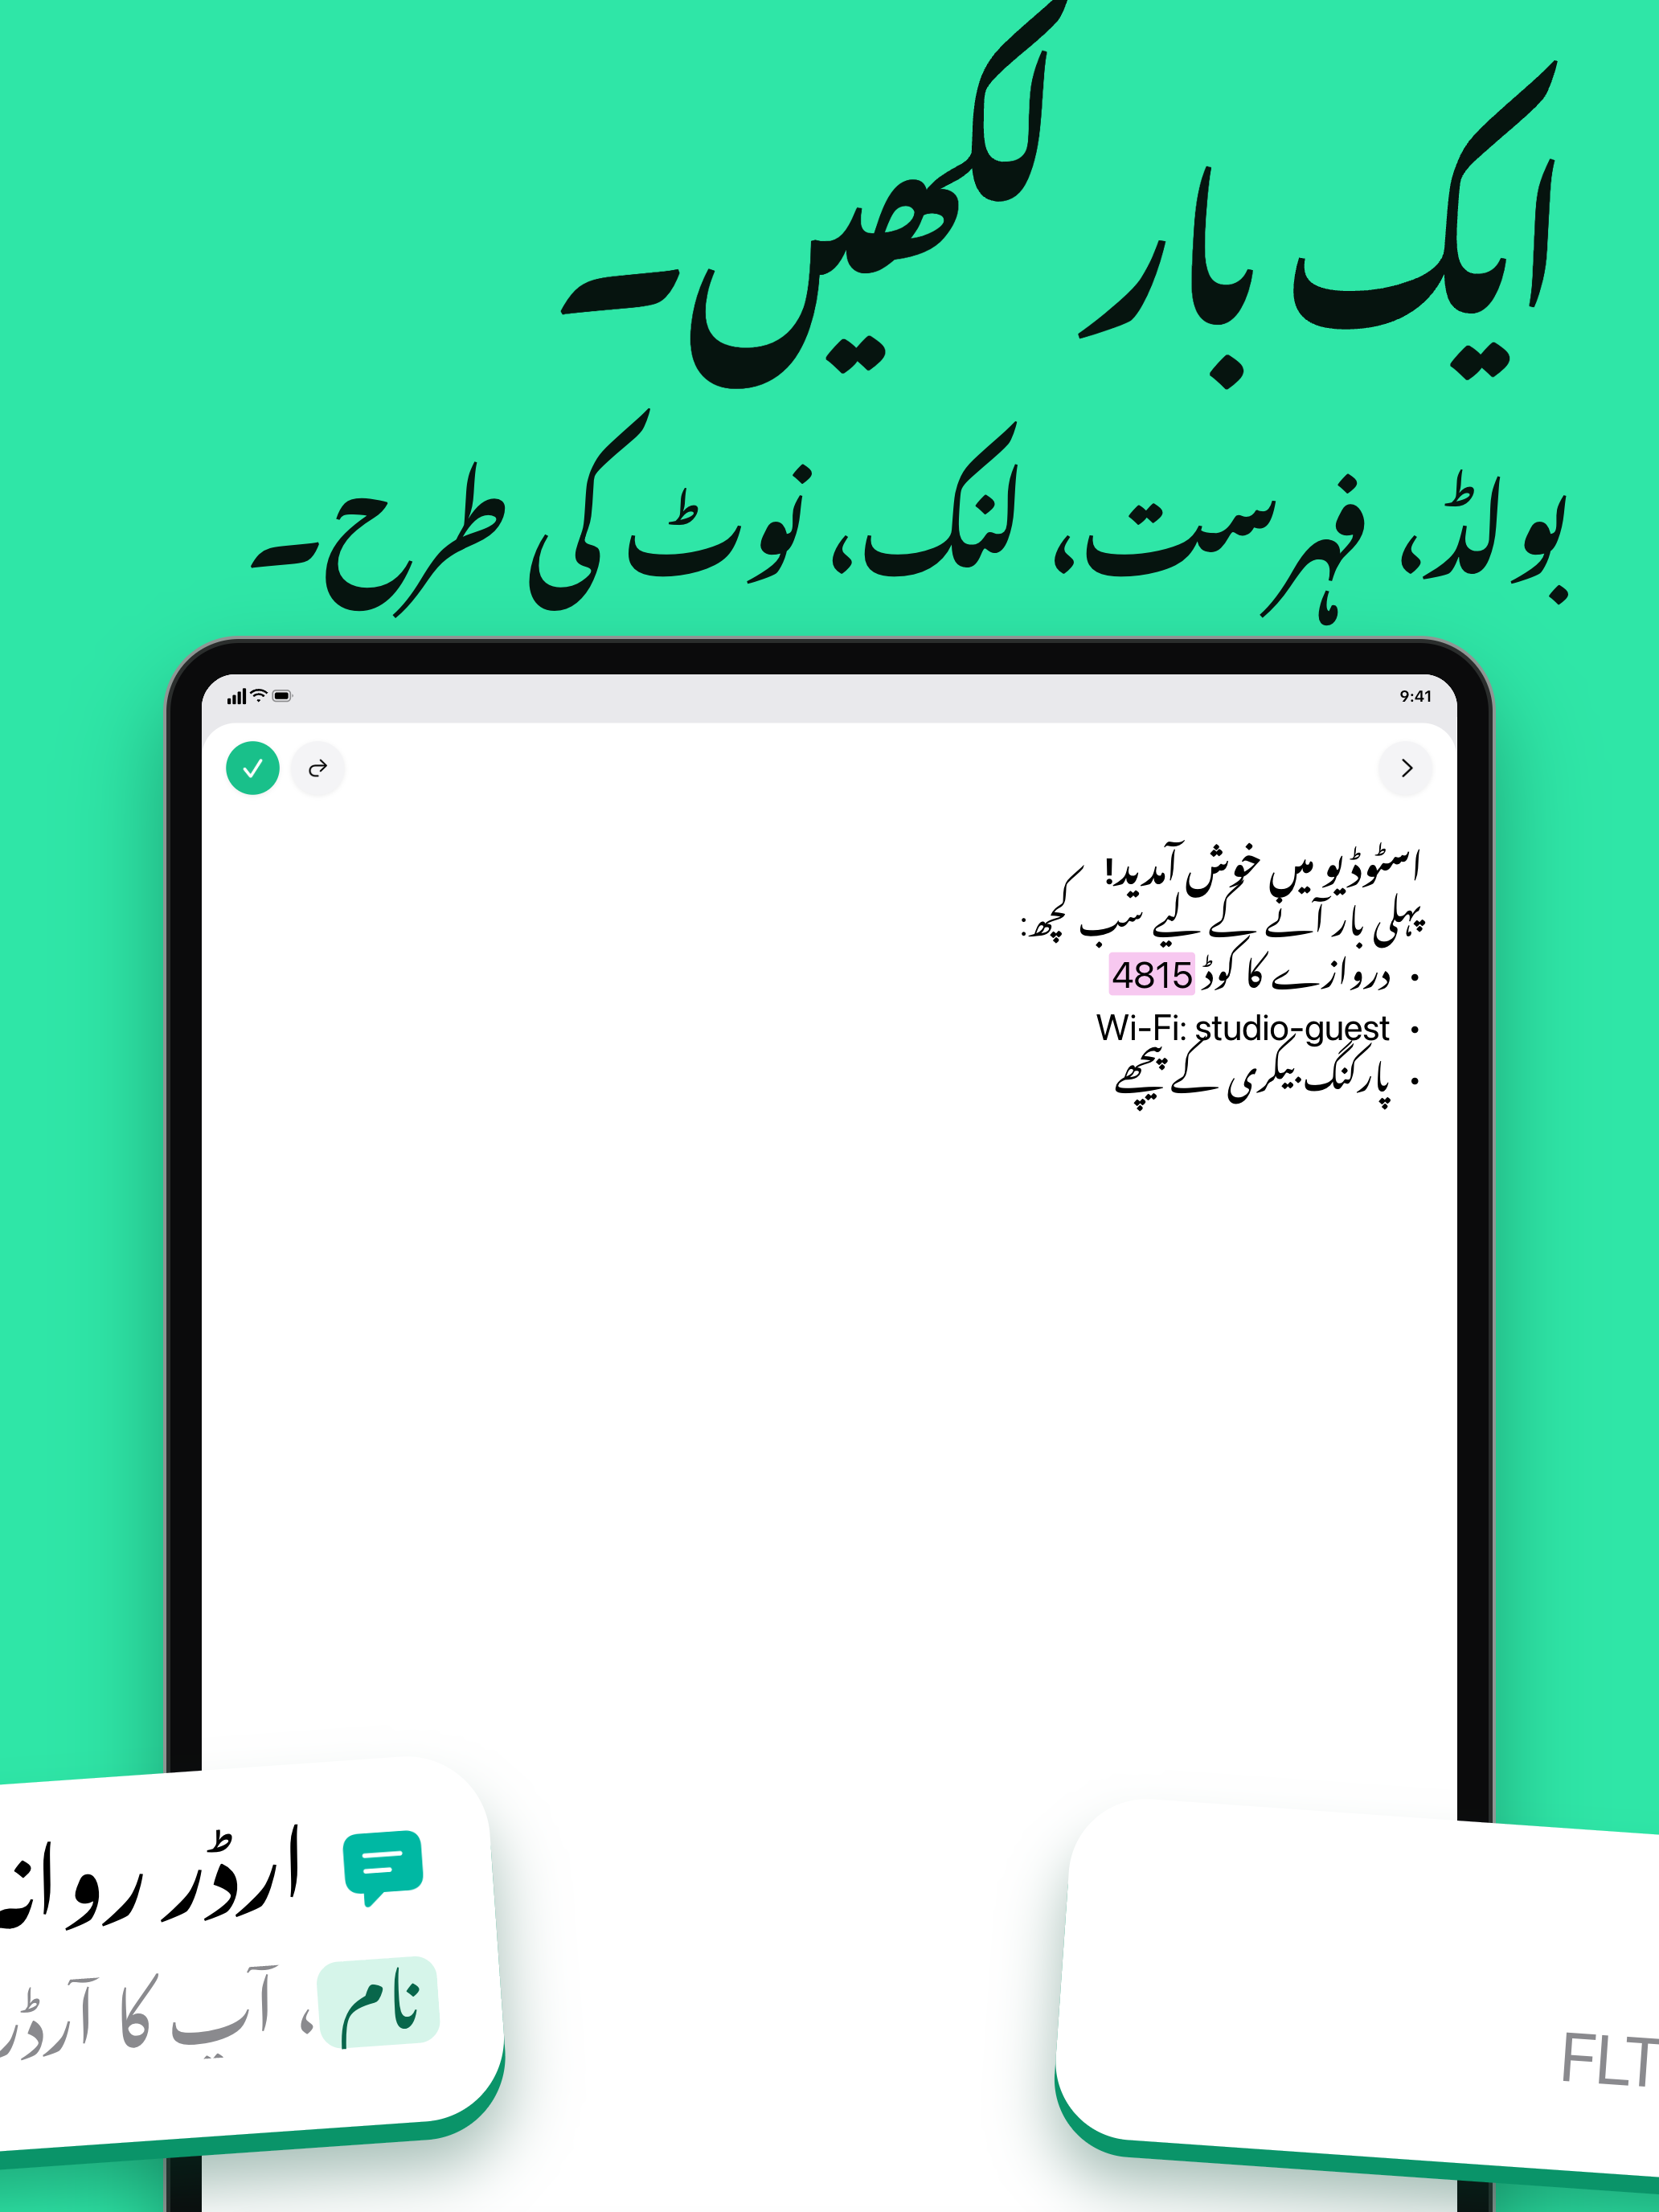 ایک بار لکھیں۔
بولڈ، فہرست، لنک، نوٹ کی طرح۔
9:41
اسٹوڈیو میں خوش آمدید!
پہلی بار آنے کے لیے سب کچھ:
• دروازے کا کوڈ 4815
• Wi-Fi: studio-guest
• پارکنگ بیکری کے پیچھے
ارڈر روانہ
نام، آپ کا آرڈر
FLT